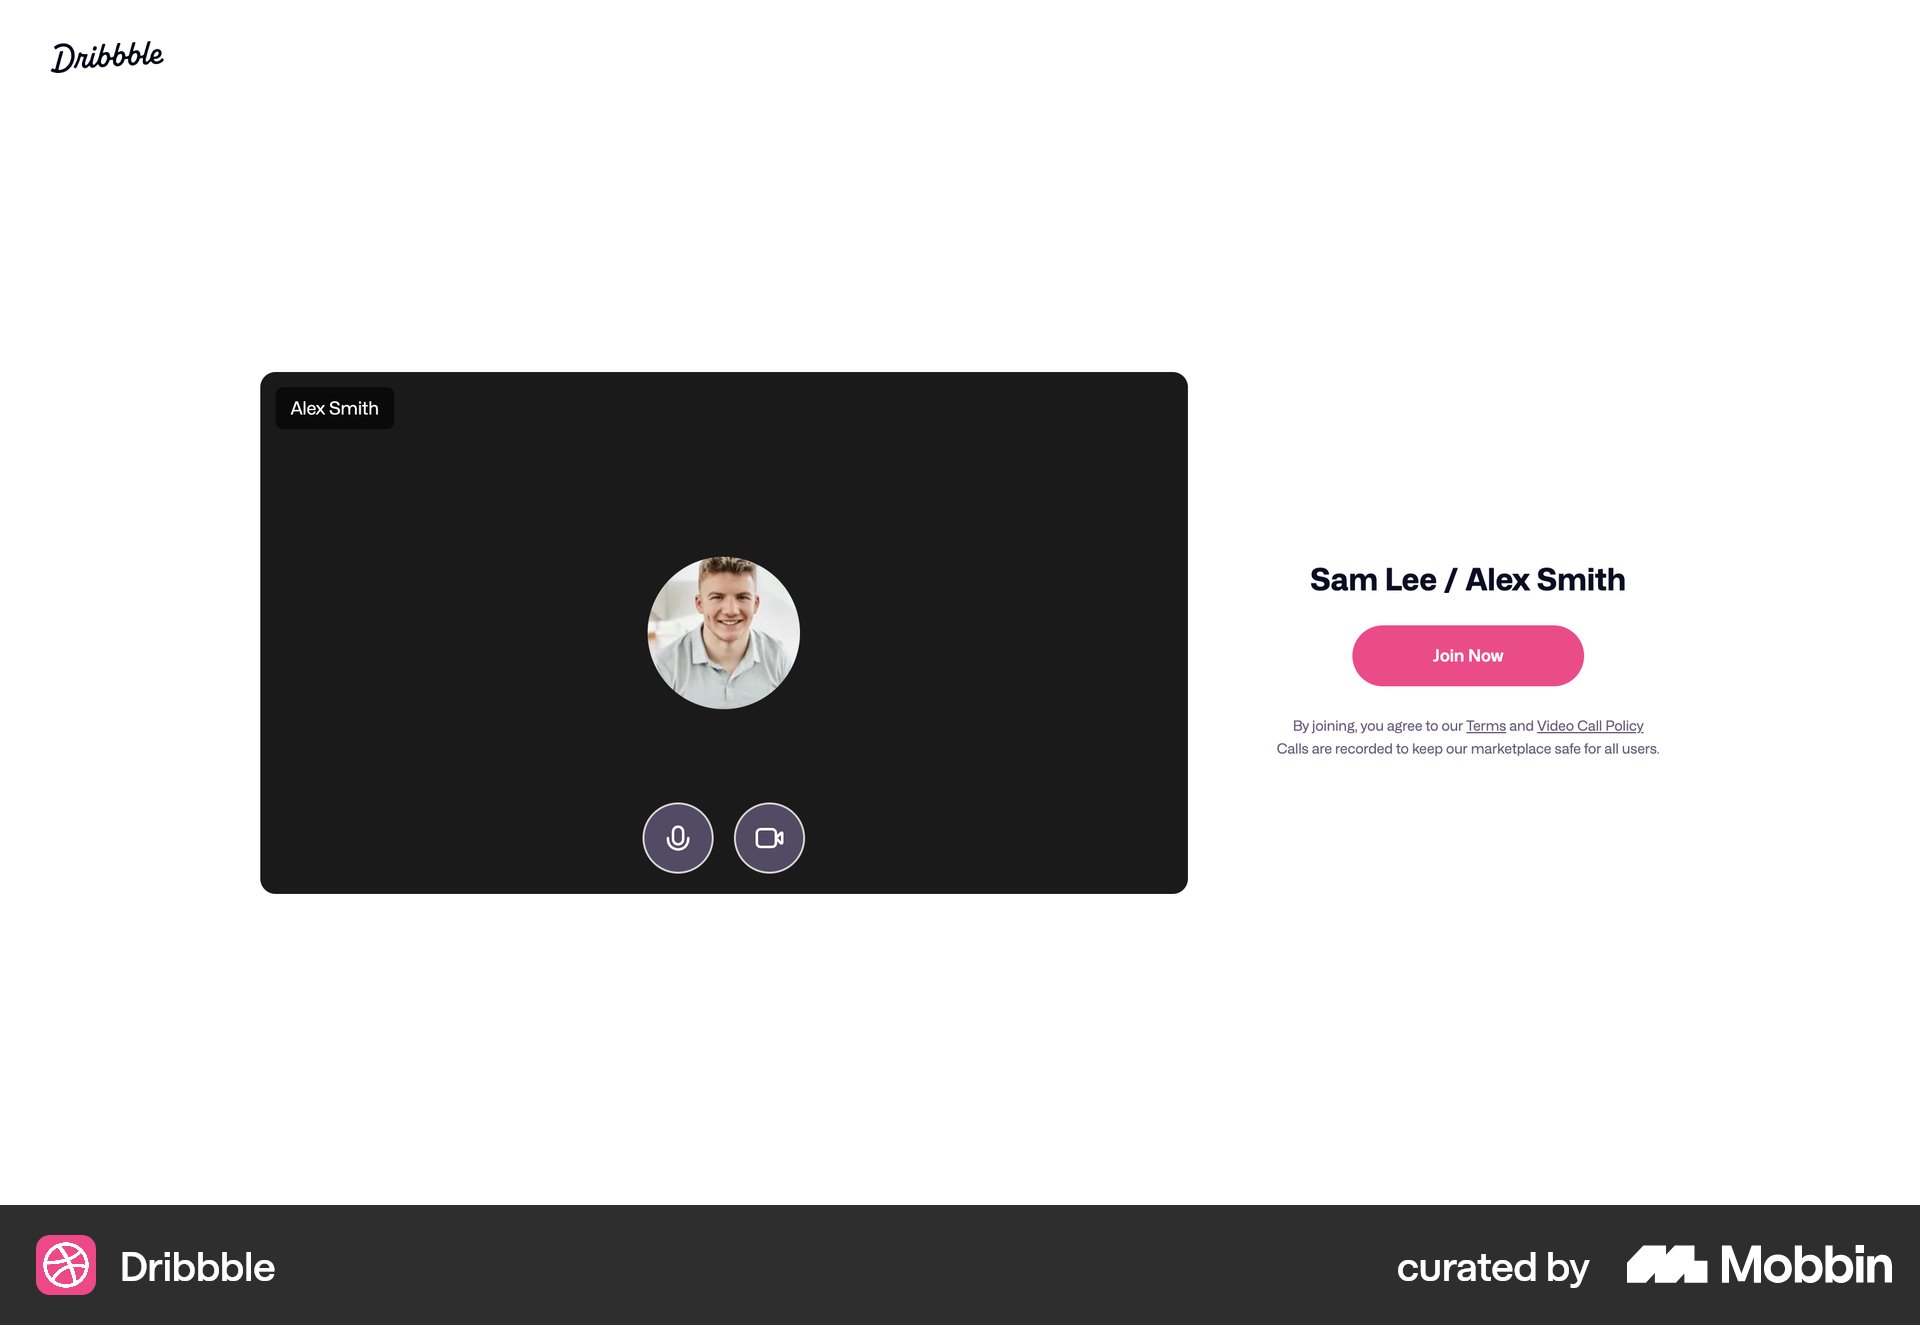 Dribbble
Alex Smith
Sam Lee / Alex Smith
Join Now
By joining, you agree to our Terms and Video Call Policy
Calls are recorded to keep our marketplace safe for all users.
Dribbble
curated by Mobbin